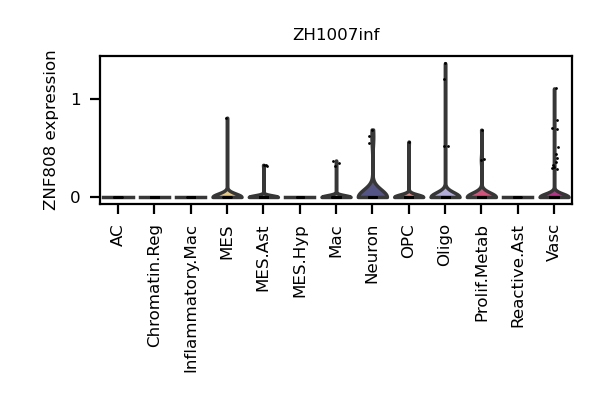 ZH1007inf
ZNF808 expression
1
0
AC
Chromatin.Reg
Inflammatory.Mac
MES
MES.Ast
MES.Hyp
Mac
Neuron
OPC
Oligo
Prolif.Metab
Reactive.Ast
Vasc